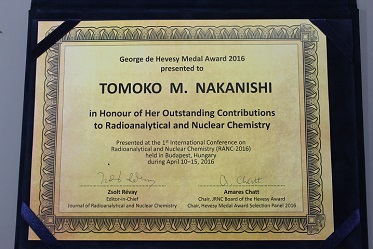 George de Hevesy Medal Award 2016
presented to
TOMOKO M. NAKANISHI
in Honour of Her Outstanding Contributions
to Radioanalytical and Nuclear Chemistry
Presented at the 1st International Conference on
Radioanalytical and Nuclear Chemistry (RANC-2016)
held in Budapest, Hungary
during April 10–15, 2016
Zsolt Révay
Editor-in-Chief
Journal of Radioanalytical and Nuclear Chemistry
Amares Chatt
Chair, JRNC Board of the Hevesy Award
Chair, Hevesy Medal Award Selection Panel 2016